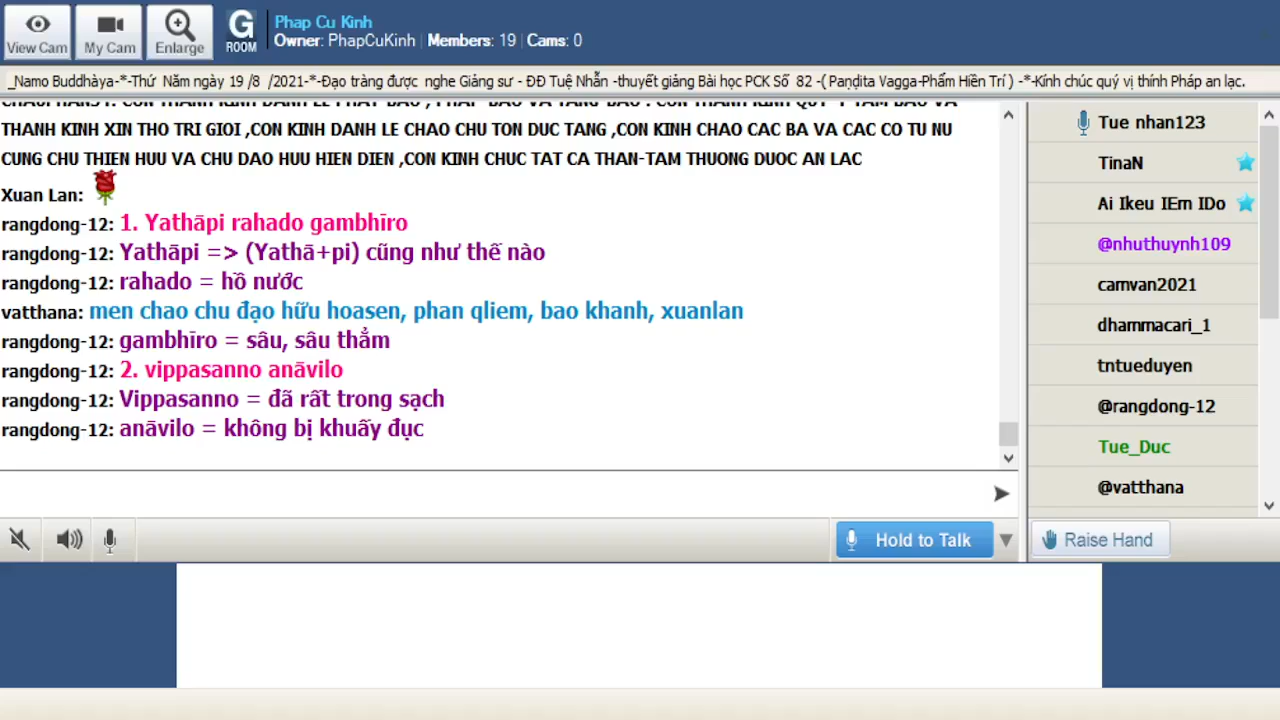 View Cam
My Cam
Enlarge
G
ROOM
Phap Cu Kinh
Owner: PhapCuKinh | Members: 19 | Cams: 0
_Namo Buddhàya-*-Thứ Năm ngày 19 /8 /2021-*-Đạo tràng được nghe Giảng sư - ĐĐ Tuệ Nhẫn -thuyết giảng Bài học PCK Số 82 -( Paṇḍita Vagga-Phẩm Hiền Trí ) -*-Kính chúc quý vị thính Pháp an lạc.
THANH KINH XIN THO TRI GIOI ,CON KINH DANH LE CHAO CHU TON DUC TANG ,CON KINH CHAO CAC BA VA CAC CO TU NU
CUNG CHU THIEN HUU VA CHU DAO HUU HIEN DIEN ,CON KINH CHUC TAT CA THAN-TAM THUONG DUOC AN LAC
Xuan Lan:
rangdong-12: 1. Yathāpi rahado gambhīro
rangdong-12: Yathāpi => (Yathā+pi) cũng như thế nào
rangdong-12: rahado = hồ nước
vatthana: men chao chu đạo hữu hoasen, phan qliem, bao khanh, xuanlan
rangdong-12: gambhīro = sâu, sâu thẳm
rangdong-12: 2. vippasanno anāvilo
rangdong-12: Vippasanno = đã rất trong sạch
rangdong-12: anāvilo = không bị khuấy đục
Tue nhan123
TinaN
Ai Ikeu IEm IDo
@nhuthuynh109
camvan2021
dhammacari_1
tntueduyen
@rangdong-12
Tue_Duc
@vatthana
Hold to Talk
Raise Hand